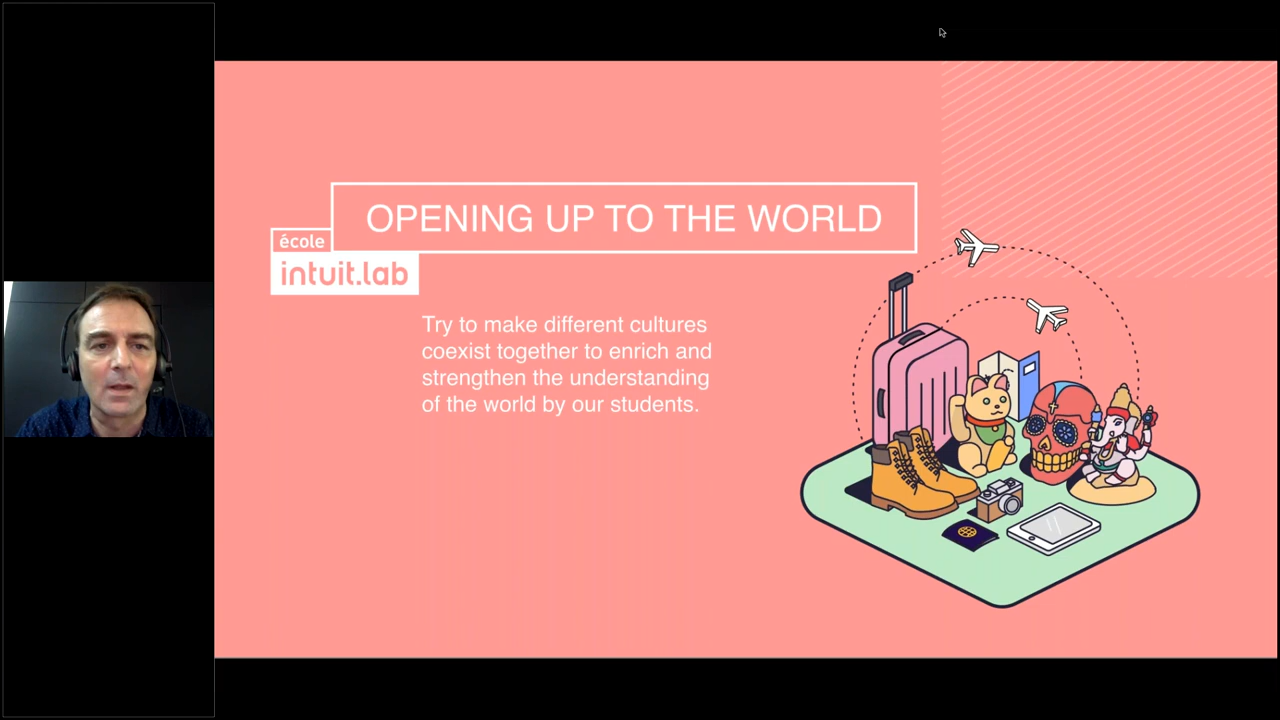 OPENING UP TO THE WORLD
école
intuit.lab
Try to make different cultures
coexist together to enrich and
strengthen the understanding
of the world by our students.